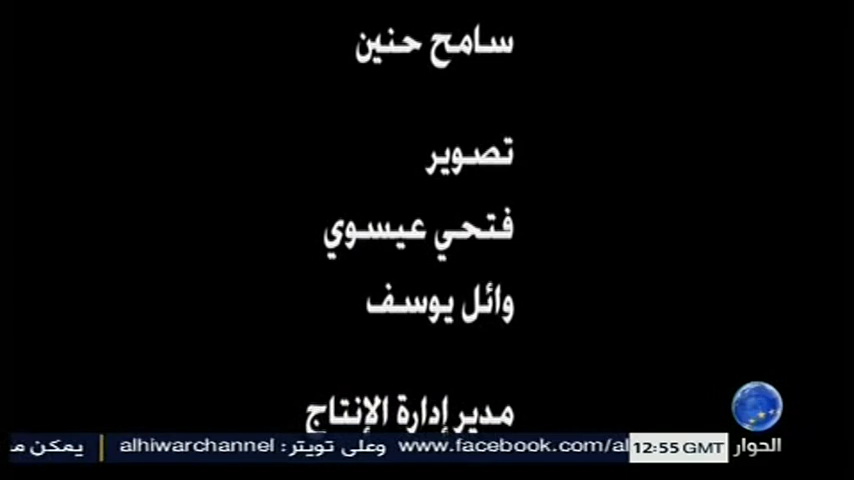 سامح حنين
تصوير
فتحي عيسوي
وائل يوسف
مدير إدارة الإنتاج
الحوار
12:55 GMT
www.facebook.com/al وعلى تويتر: alhiwarchannel | يمكن